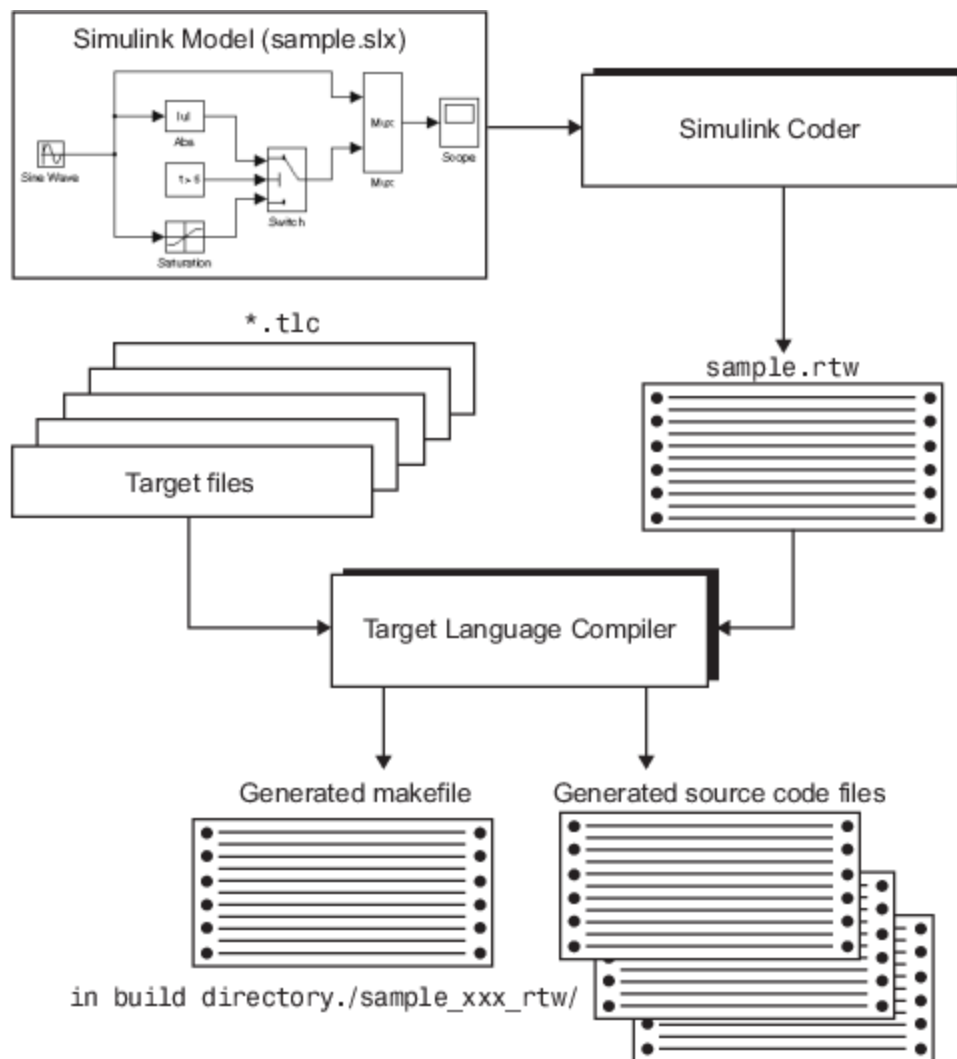 Simulink Model (sample.slx)
|u|
Abs
Sine Wave
Mux
Mux
Scope
Switch
Saturation
Simulink Coder
*.tlc
Target files
sample.rtw
Target Language Compiler
Generated makefile
Generated source code files
in build directory./sample_xxx_rtw/